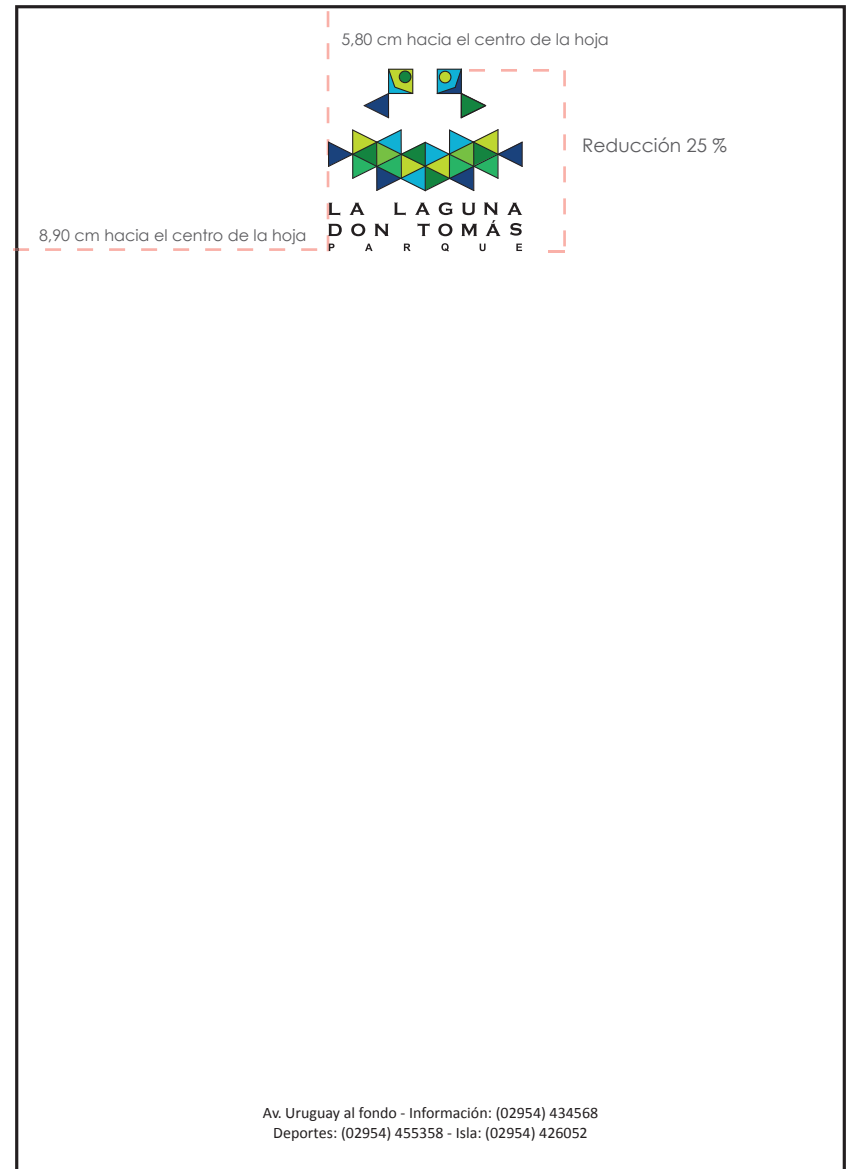 5,80 cm hacia el centro de la hoja
Reducción 25 %
LA LAGUNA
DON TOMÁS
PARQUE
8,90 cm hacia el centro de la hoja
Av. Uruguay al fondo - Información: (02954) 434568
Deportes: (02954) 455358 - Isla: (02954) 426052